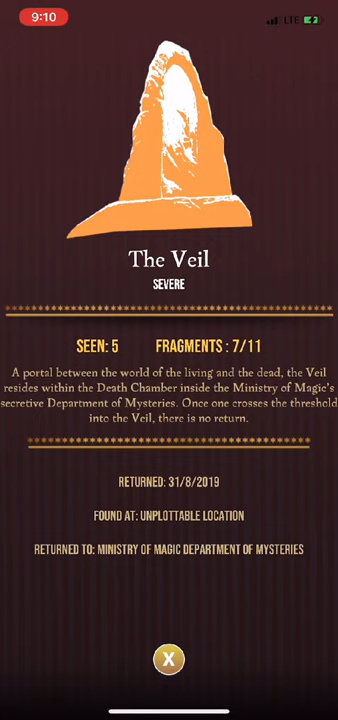 9:10
LTE
The Veil
SEVERE
SEEN: 5 FRAGMENTS : 7/11
A portal between the world of the living and the dead, the Veil
resides within the Death Chamber inside the Ministry of Magic's
secretive Department of Mysteries. Once one crosses the threshold
into the Veil, there is no return.
RETURNED: 31/8/2019
FOUND AT: UNPLOTTABLE LOCATION
RETURNED TO: MINISTRY OF MAGIC DEPARTMENT OF MYSTERIES
X